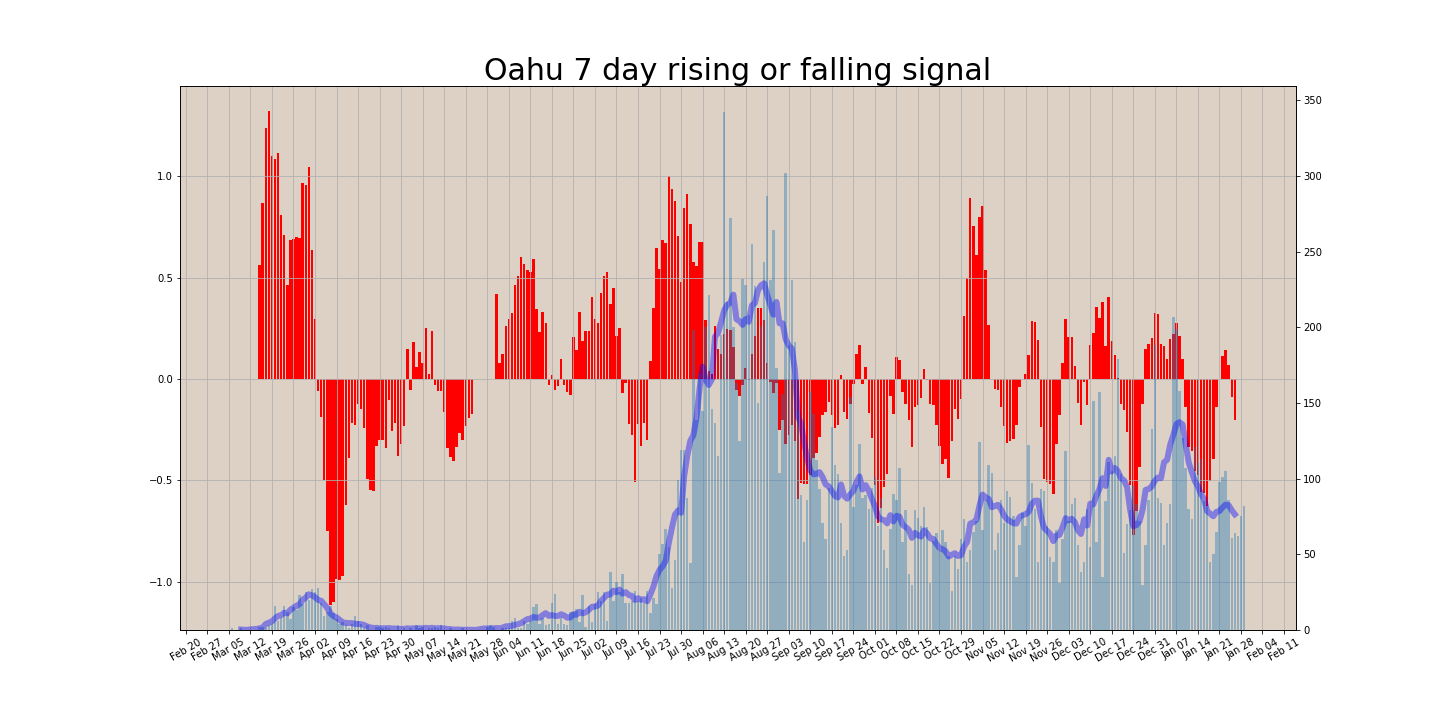 Oahu 7 day rising or falling signal
1.0
0.5
0.0
−0.5
−1.0
350
300
250
200
150
100
50
0
Feb 20
Feb 27
Mar 05
Mar 12
Mar 19
Mar 26
Apr 02
Apr 09
Apr 16
Apr 23
Apr 30
May 07
May 14
May 21
May 28
Jun 04
Jun 11
Jun 18
Jun 25
Jul 02
Jul 09
Jul 16
Jul 23
Jul 30
Aug 06
Aug 13
Aug 20
Aug 27
Sep 03
Sep 10
Sep 17
Sep 24
Oct 01
Oct 08
Oct 15
Oct 22
Oct 29
Nov 05
Nov 12
Nov 19
Nov 26
Dec 03
Dec 10
Dec 17
Dec 24
Dec 31
Jan 07
Jan 14
Jan 21
Jan 28
Feb 04
Feb 11